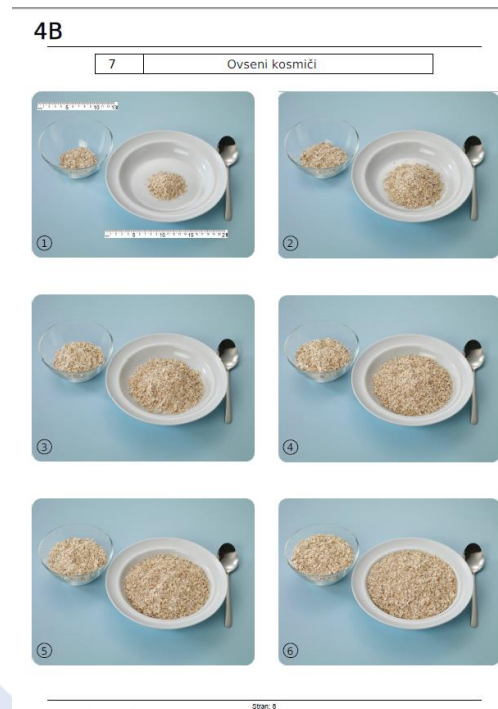 4B
7 Ovseni kosmiči
①
②
③
④
⑤
⑥
Stran: 8